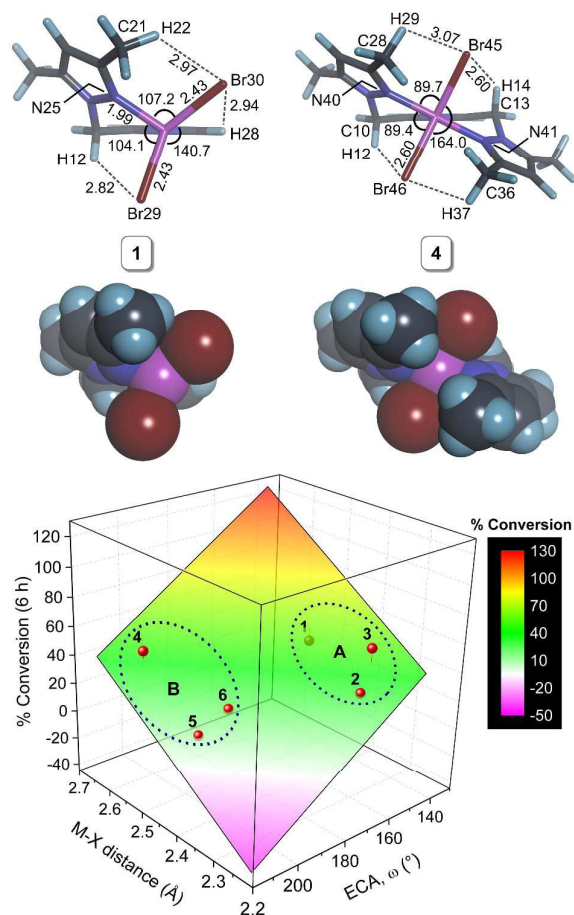 C21
H22
2.97
Br30
N25
107.2
2.43
2.94
1.99
H28
104.1
140.7
H12
2.82
2.43
Br29
1
H29
3.07
Br45
C28
2.60
H14
C13
N40
89.7
N41
C10
89.4
164.0
H12
2.60
Br46
C36
H37
4
% Conversion (6 h)
120
100
80
60
40
20
0
-20
-40
4
B
6
5
1
A
3
2
2.7
2.6
2.5
2.4
2.3
2.2
M-X distance (Å)
200
180
160
140
ECA, ω (°)
% Conversion
130
100
70
40
10
-20
-50